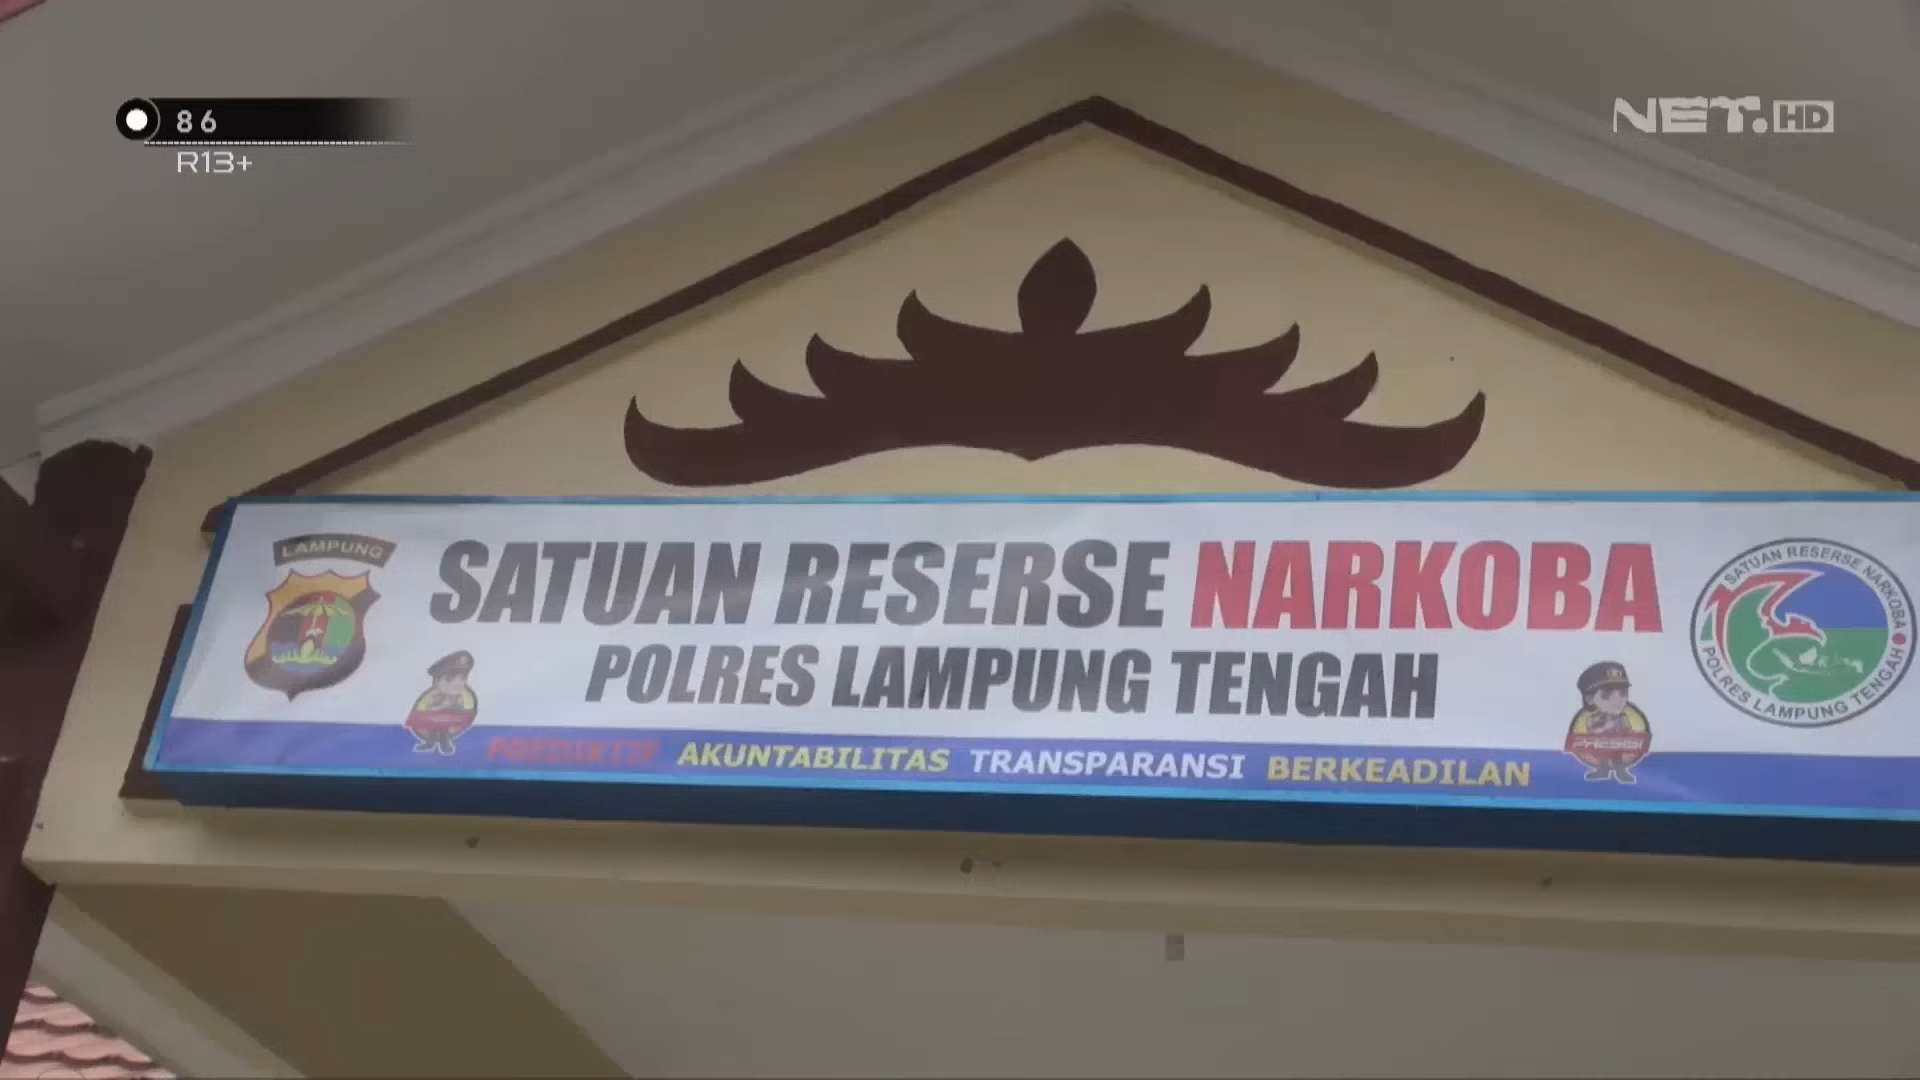 86
R13+
NET.HD
LAMPUNG
SATUAN RESERSE NARKOBA
POLRES LAMPUNG TENGAH
AKUNTABILITAS TRANSPARANSI BERKEADILAN
SATUAN RESERSE NARKOBA
POLRES LAMPUNG TENGAH
PRESISI